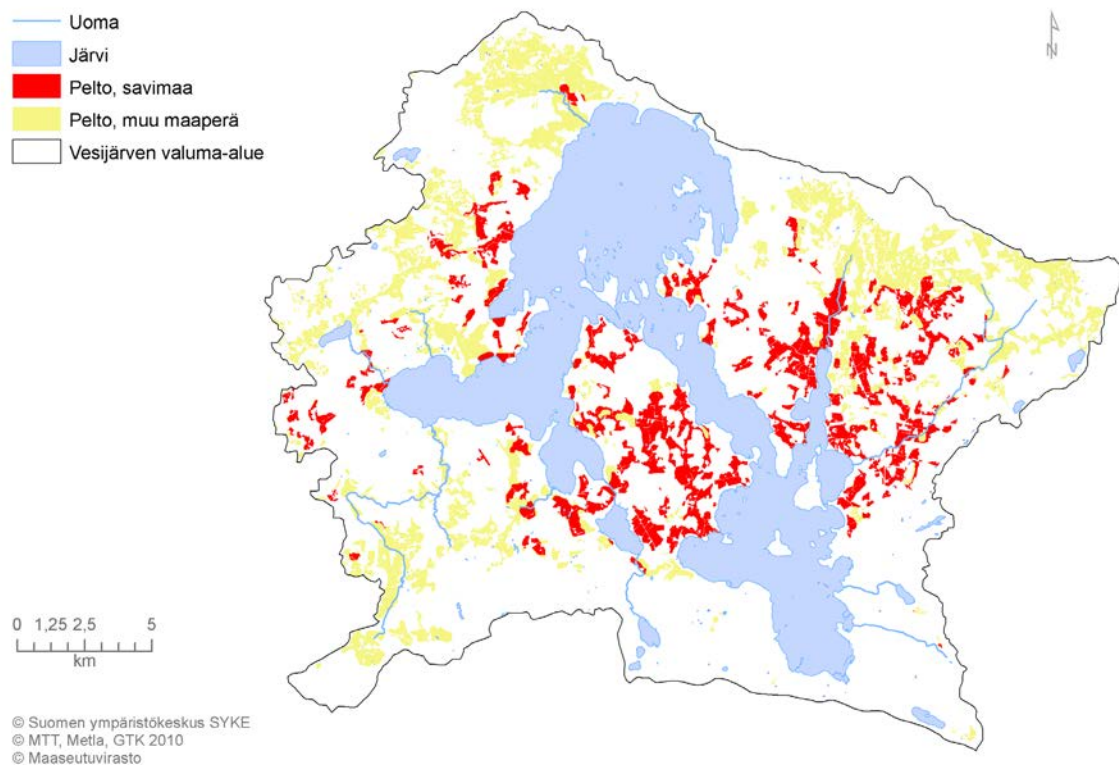 Uoma
Järvi
Pelto, savimaa
Pelto, muu maaperä
Vesijärven valuma-alue
N
0 1,25 2,5 5
km
© Suomen ympäristökeskus SYKE
© MTT, Metla, GTK 2010
© Maaseutuvirasto